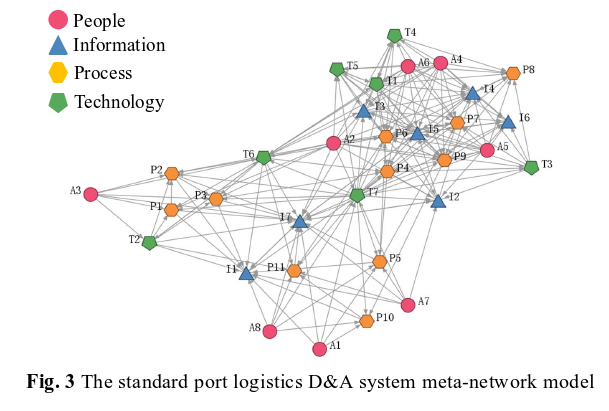 People
Information
Process
Technology
T4
A6
A4
T5
P8
T1
I4
I3
I6
P7
P6
I5
A2
A5
P9
T6
T3
P4
P2
A3
T7
P3
I2
P1
I7
T2
P5
I1
P11
A7
P10
A8
A1
Fig. 3 The standard port logistics D&A system meta-network model